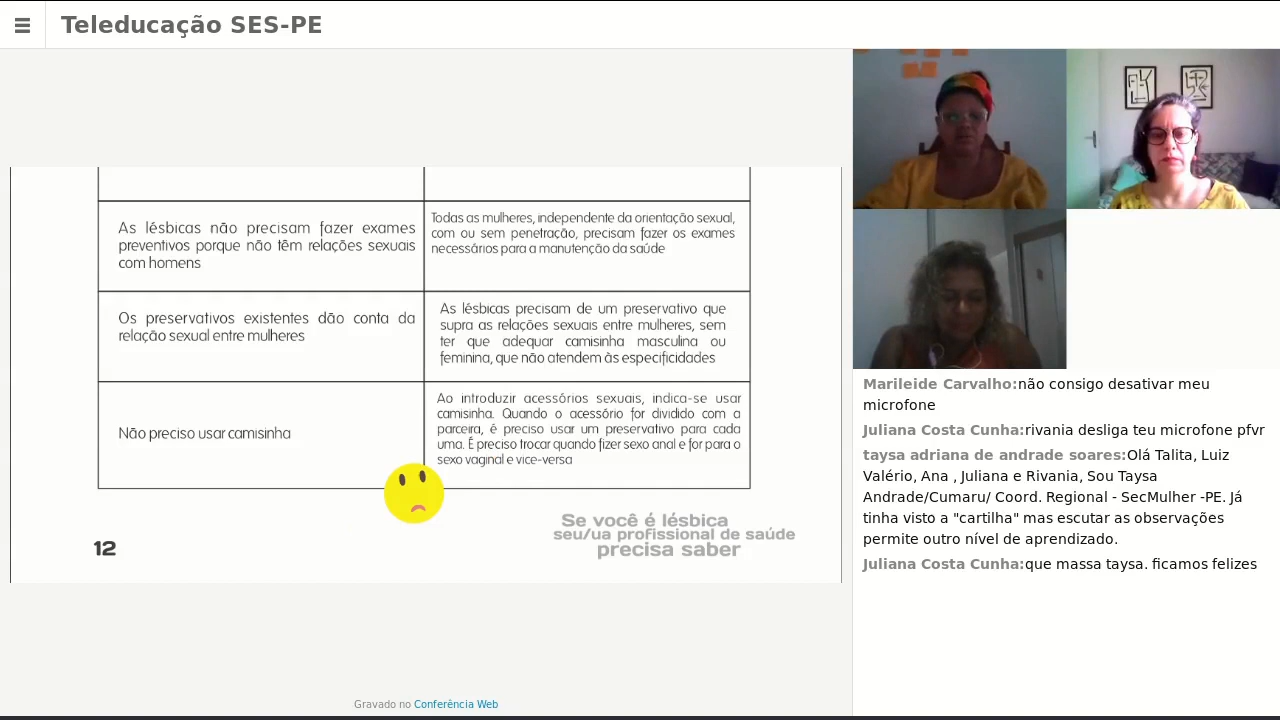 Teleducação SES-PE
As lésbicas não precisam fazer exames
preventivos porque não têm relações sexuais
com homens
Todas as mulheres, independente da orientação sexual,
com ou sem penetração, precisam fazer os exames
necessários para a manutenção da saúde
Os preservativos existentes dão conta da
relação sexual entre mulheres
As lésbicas precisam de um preservativo que
supra as relações sexuais entre mulheres, sem
ter que adequar camisinha masculina ou
feminina, que não atendem às especificidades
Não preciso usar camisinha
Ao introduzir acessórios sexuais, indica-se usar
camisinha. Quando o acessório for dividido com a
parceira, é preciso usar um preservativo para cada
uma. É preciso trocar quando fizer sexo anal e for para o
sexo vaginal e vice-versa
12
Se você é lésbica
seu/ua profissional de saúde
precisa saber
Gravado no Conferência Web
Marileide Carvalho:não consigo desativar meu
microfone
Juliana Costa Cunha:rivania desliga teu microfone pfvr
taysa adriana de andrade soares:Olá Talita, Luiz
Valério, Ana , Juliana e Rivania, Sou Taysa
Andrade/Cumaru/ Coord. Regional - SecMulher -PE. Já
tinha visto a "cartilha" mas escutar as observações
permite outro nível de aprendizado.
Juliana Costa Cunha:que massa taysa. ficamos felizes